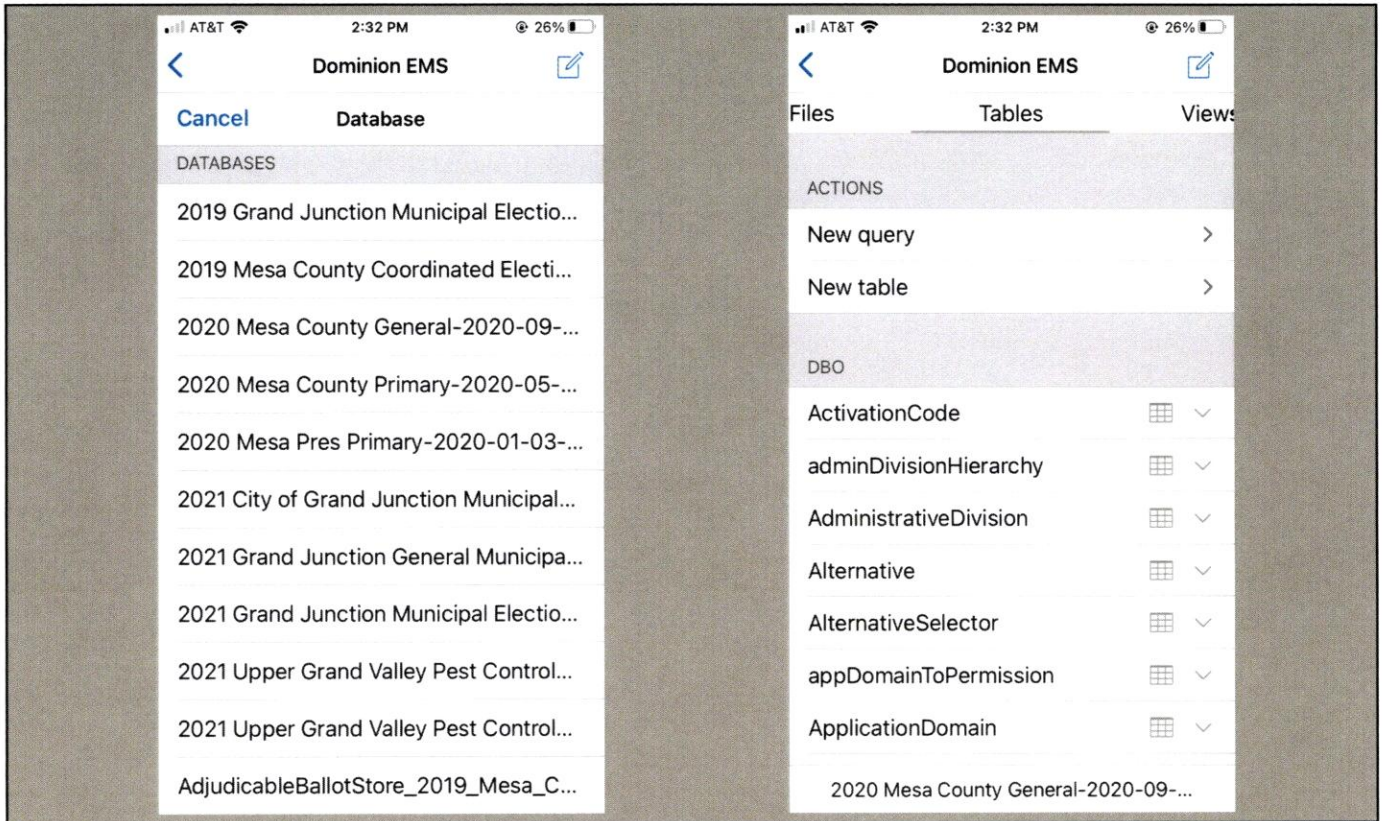 AT&T 2:32 PM 26%
Dominion EMS
Cancel Database
DATABASES
2019 Grand Junction Municipal Electio...
2019 Mesa County Coordinated Electi...
2020 Mesa County General-2020-09-...
2020 Mesa County Primary-2020-05-...
2020 Mesa Pres Primary-2020-01-03-...
2021 City of Grand Junction Municipal...
2021 Grand Junction General Municipa...
2021 Grand Junction Municipal Electio...
2021 Upper Grand Valley Pest Control...
2021 Upper Grand Valley Pest Control...
AdjudicableBallotStore_2019_Mesa_C...
AT&T 2:32 PM 26%
Dominion EMS
Files Tables Views
ACTIONS
New query
New table
DBO
ActivationCode
adminDivisionHierarchy
AdministrativeDivision
Alternative
AlternativeSelector
appDomainToPermission
ApplicationDomain
2020 Mesa County General-2020-09-...